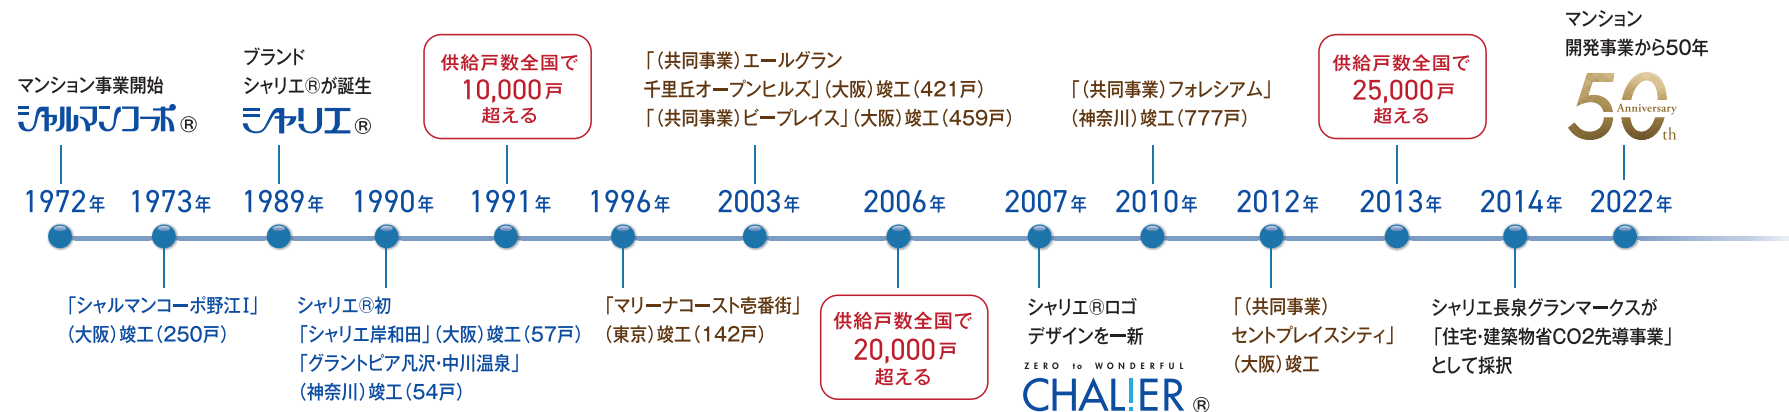 マンション事業開始
シャルマンコーポ®
1972年
1973年
「シャルマンコーポ野江Ⅰ」
（大阪）竣工（250戸）
ブランド
シャリエ®が誕生
シャリエ®
1989年
1990年
シャリエ®初
「シャリエ岸和田」（大阪）竣工（57戸）
「グラントピア凡沢・中川温泉」
（神奈川）竣工（54戸）
供給戸数全国で
10,000戸
超える
1991年
1996年
「マリーナコースト壱番街」
（東京）竣工（142戸）
「（共同事業）エールグラン
千里丘オープンヒルズ」（大阪）竣工（421戸）
「（共同事業）ビープレイス」（大阪）竣工（459戸）
2003年
2006年
供給戸数全国で
20,000戸
超える
2007年
シャリエ®ロゴ
デザインを一新
ZERO to WONDERFUL
CHALIER®
「（共同事業）フォレシアム」
（神奈川）竣工（777戸）
2010年
2012年
「（共同事業）
セントプレイスシティ」
（大阪）竣工
供給戸数全国で
25,000戸
超える
2013年
2014年
シャリエ長泉グランマークスが
「住宅・建築物省CO2先導事業」
として採択
マンション
開発事業から50年
50th
Anniversary
2022年